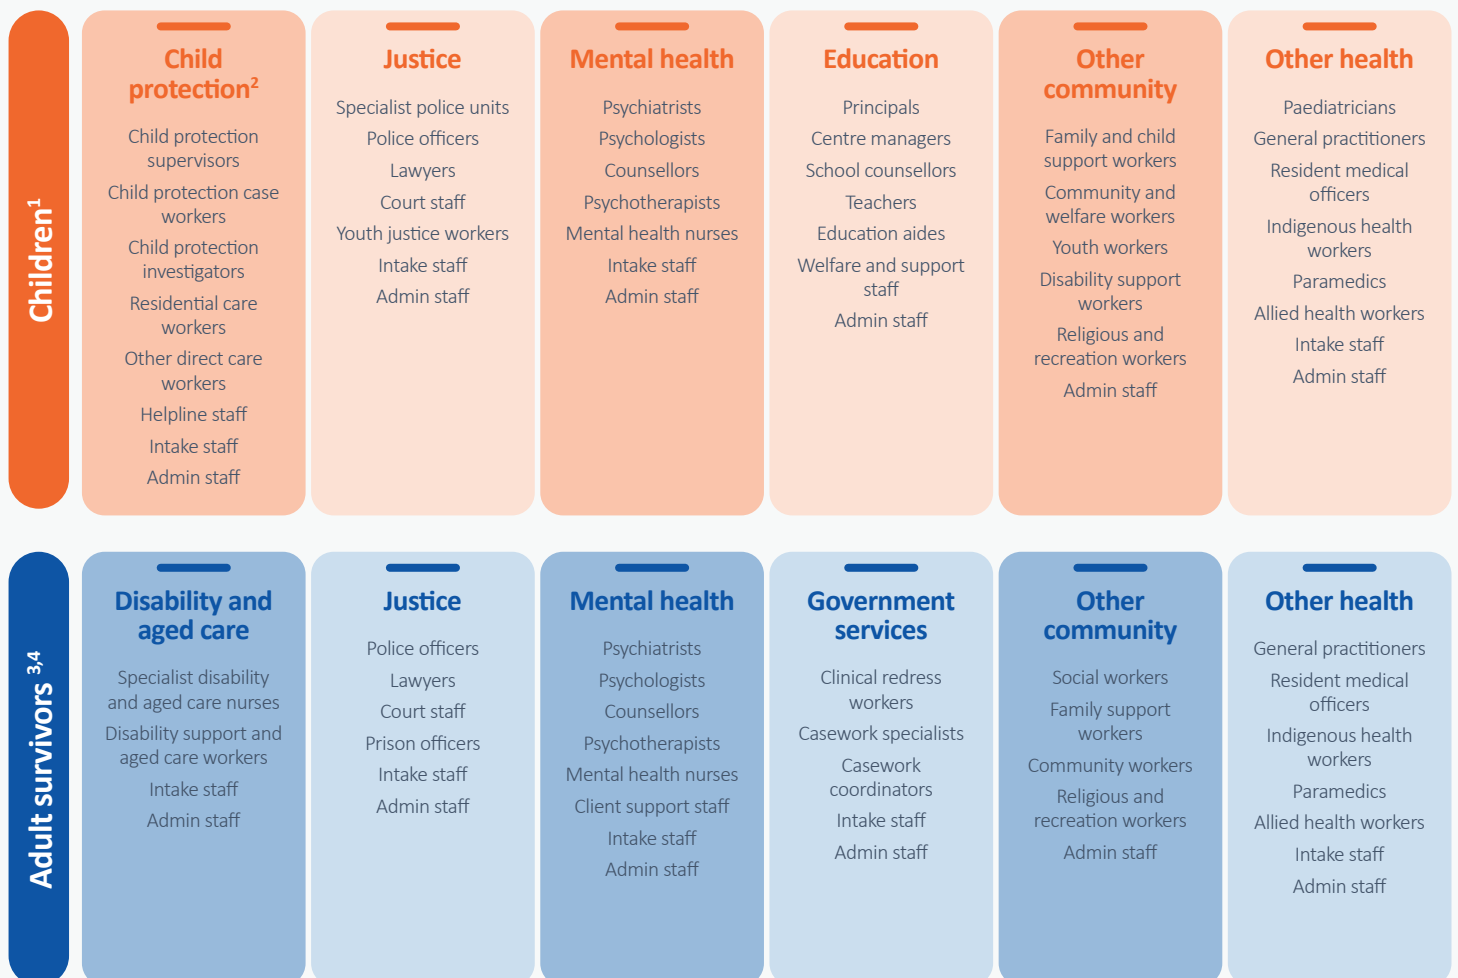 Children1
Child
protection2
Child protection
supervisors
Child protection case
workers
Child protection
investigators
Residential care
workers
Other direct care
workers
Helpline staff
Intake staff
Admin staff
Justice
Specialist police units
Police officers
Lawyers
Court staff
Youth justice workers
Intake staff
Admin staff
Mental health
Psychiatrists
Psychologists
Counsellors
Psychotherapists
Mental health nurses
Intake staff
Admin staff
Education
Principals
Centre managers
School counsellors
Teachers
Education aides
Welfare and support
staff
Admin staff
Other
community
Family and child
support workers
Community and
welfare workers
Youth workers
Disability support
workers
Religious and
recreation workers
Admin staff
Other health
Paediatricians
General practitioners
Resident medical
officers
Indigenous health
workers
Paramedics
Allied health workers
Intake staff
Admin staff
Adult survivors 3,4
Disability and
aged care
Specialist disability
and aged care nurses
Disability support and
aged care workers
Intake staff
Admin staff
Justice
Police officers
Lawyers
Court staff
Prison officers
Intake staff
Admin staff
Mental health
Psychiatrists
Psychologists
Counsellors
Psychotherapists
Mental health nurses
Client support staff
Intake staff
Admin staff
Government
services
Clinical redress
workers
Casework specialists
Casework
coordinators
Intake staff
Admin staff
Other
community
Social workers
Family support
workers
Community workers
Religious and
recreation workers
Admin staff
Other health
General practitioners
Resident medical
officers
Indigenous health
workers
Paramedics
Allied health workers
Intake staff
Admin staff